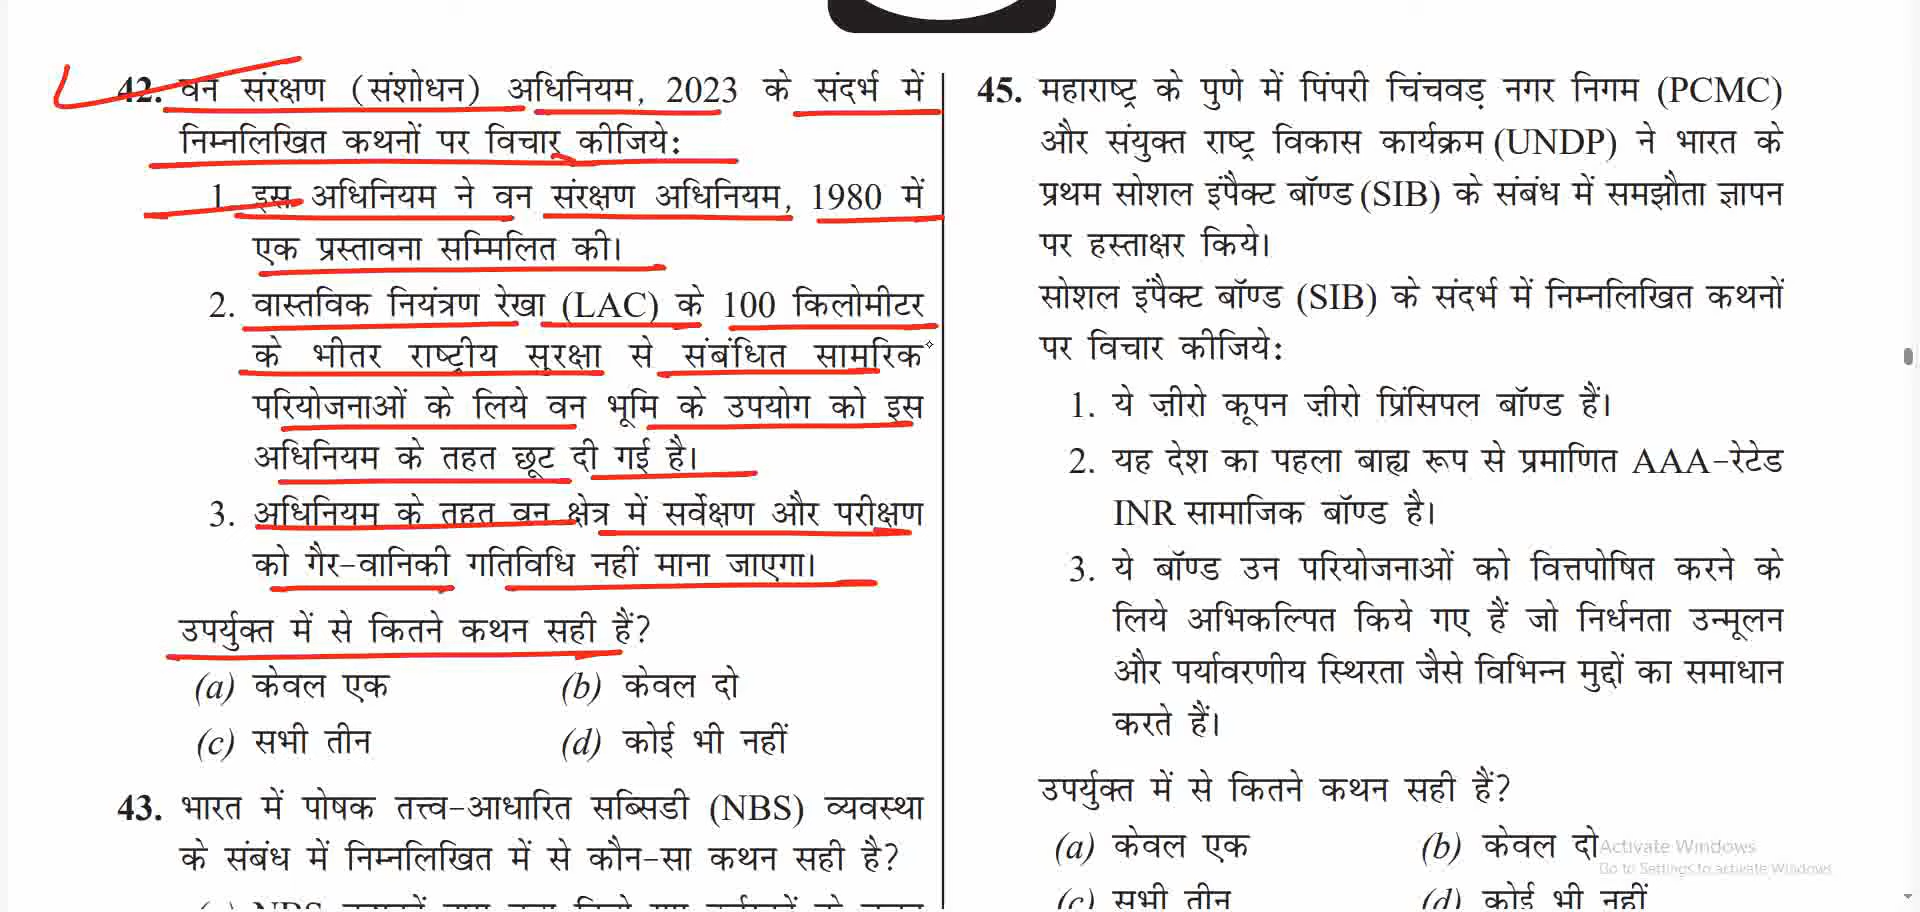 42. वन संरक्षण (संशोधन) अधिनियम, 2023 के संदर्भ में
निम्नलिखित कथनों पर विचार कीजिये:
1. इस अधिनियम ने वन संरक्षण अधिनियम, 1980 में
एक प्रस्तावना सम्मिलित की।
2. वास्तविक नियंत्रण रेखा (LAC) के 100 किलोमीटर
के भीतर राष्ट्रीय सुरक्षा से संबंधित सामरिक
परियोजनाओं के लिये वन भूमि के उपयोग को इस
अधिनियम के तहत छूट दी गई है।
3. अधिनियम के तहत वन क्षेत्र में सर्वेक्षण और परीक्षण
को गैर-वानिकी गतिविधि नहीं माना जाएगा।
उपर्युक्त में से कितने कथन सही हैं?
(a) केवल एक (b) केवल दो
(c) सभी तीन (d) कोई भी नहीं
43. भारत में पोषक तत्त्व-आधारित सब्सिडी (NBS) व्यवस्था
के संबंध में निम्नलिखित में से कौन-सा कथन सही है?
45. महाराष्ट्र के पुणे में पिंपरी चिंचवड़ नगर निगम (PCMC)
और संयुक्त राष्ट्र विकास कार्यक्रम (UNDP) ने भारत के
प्रथम सोशल इंपैक्ट बॉण्ड (SIB) के संबंध में समझौता ज्ञापन
पर हस्ताक्षर किये।
सोशल इंपैक्ट बॉण्ड (SIB) के संदर्भ में निम्नलिखित कथनों
पर विचार कीजिये:
1. ये ज़ीरो कूपन ज़ीरो प्रिंसिपल बॉण्ड हैं।
2. यह देश का पहला बाह्य रूप से प्रमाणित AAA-रेटेड
INR सामाजिक बॉण्ड है।
3. ये बॉण्ड उन परियोजनाओं को वित्तपोषित करने के
लिये अभिकल्पित किये गए हैं जो निर्धनता उन्मूलन
और पर्यावरणीय स्थिरता जैसे विभिन्न मुद्दों का समाधान
करते हैं।
उपर्युक्त में से कितने कथन सही हैं?
(a) केवल एक (b) केवल दो
(c) सभी तीन (d) कोई भी नहीं
Activate Windows
Go to Settings to activate Windows.